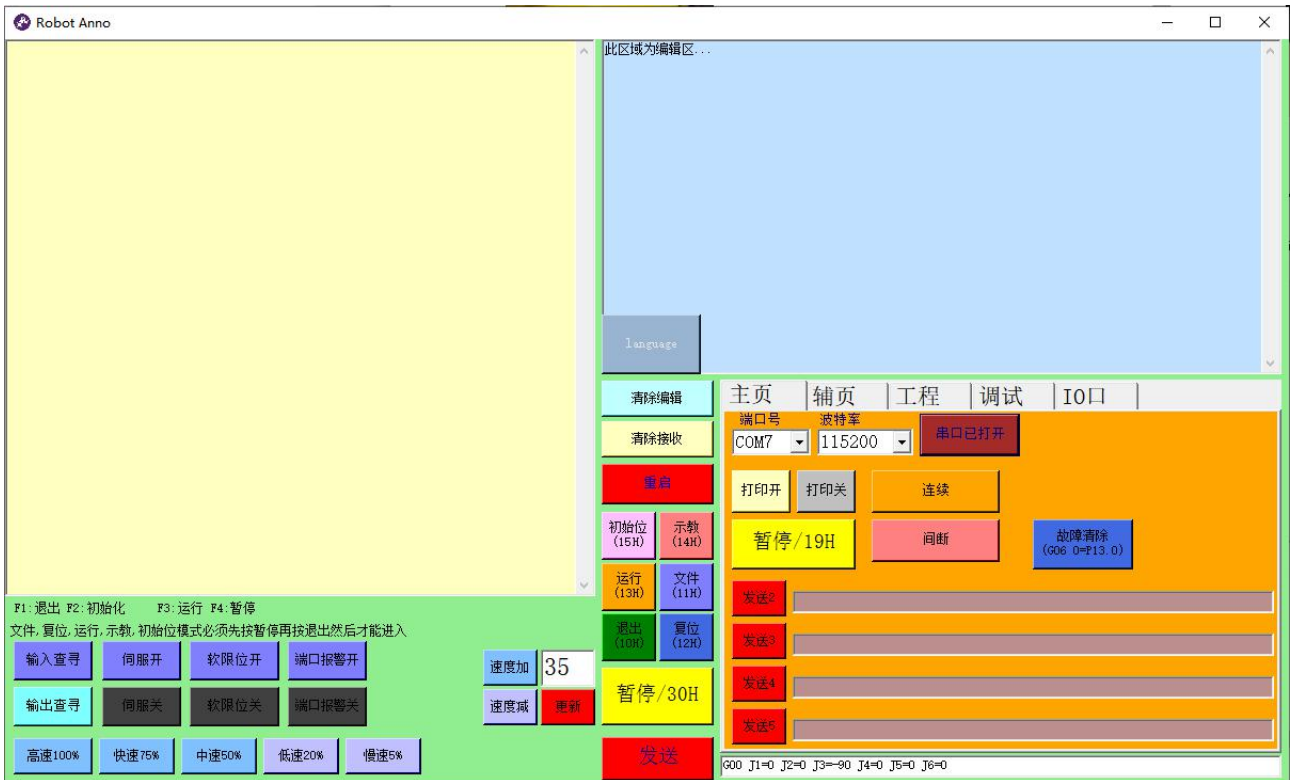 Robot Anno
此区域为编辑区...
language
清除编辑
清除接收
重启
初始位
(15H)
示教
(14H)
运行
(13H)
文件
(11H)
退出
(10H)
复位
(12H)
暂停/30H
发送
主页
辅页
工程
调试
IO口
端口号
波特率
COM7
115200
串口已打开
打印开
打印关
连续
暂停/19H
间断
故障清除
(G06 O=P13.0)
发送2
发送3
发送4
发送5
G00 J1=0 J2=0 J3=-90 J4=0 J5=0 J6=0
F1:退出 F2:初始化 F3:运行 F4:暂停
文件,复位,运行,示教,初始位模式必须先按暂停再按退出然后才能进入
输入查寻
伺服开
软限位开
端口报警开
速度加
35
输出查寻
伺服关
软限位关
端口报警关
速度减
更新
高速100%
快速75%
中速50%
低速20%
慢速5%